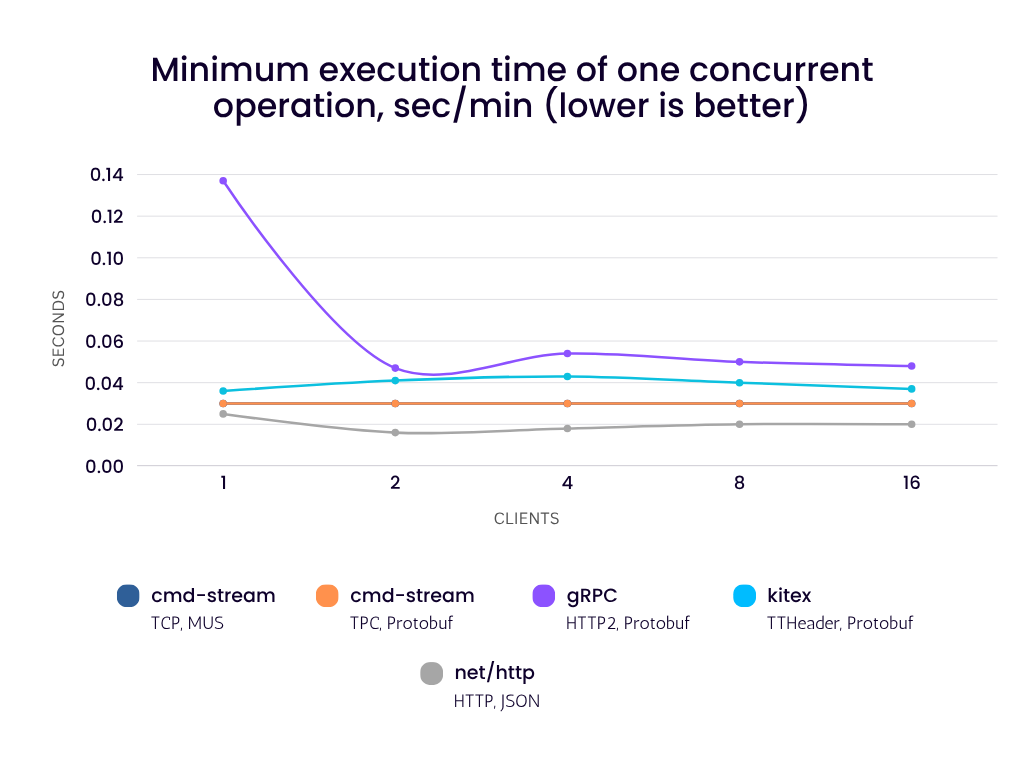 Minimum execution time of one concurrent
operation, sec/min (lower is better)
0.14
0.12
0.10
0.08
0.06
0.04
0.02
0.00
SECONDS
1 2 4 8 16
CLIENTS
cmd-stream cmd-stream gRPC kitex
TCP, MUS TPC, Protobuf HTTP2, Protobuf TTHeader, Protobuf
net/http
HTTP, JSON